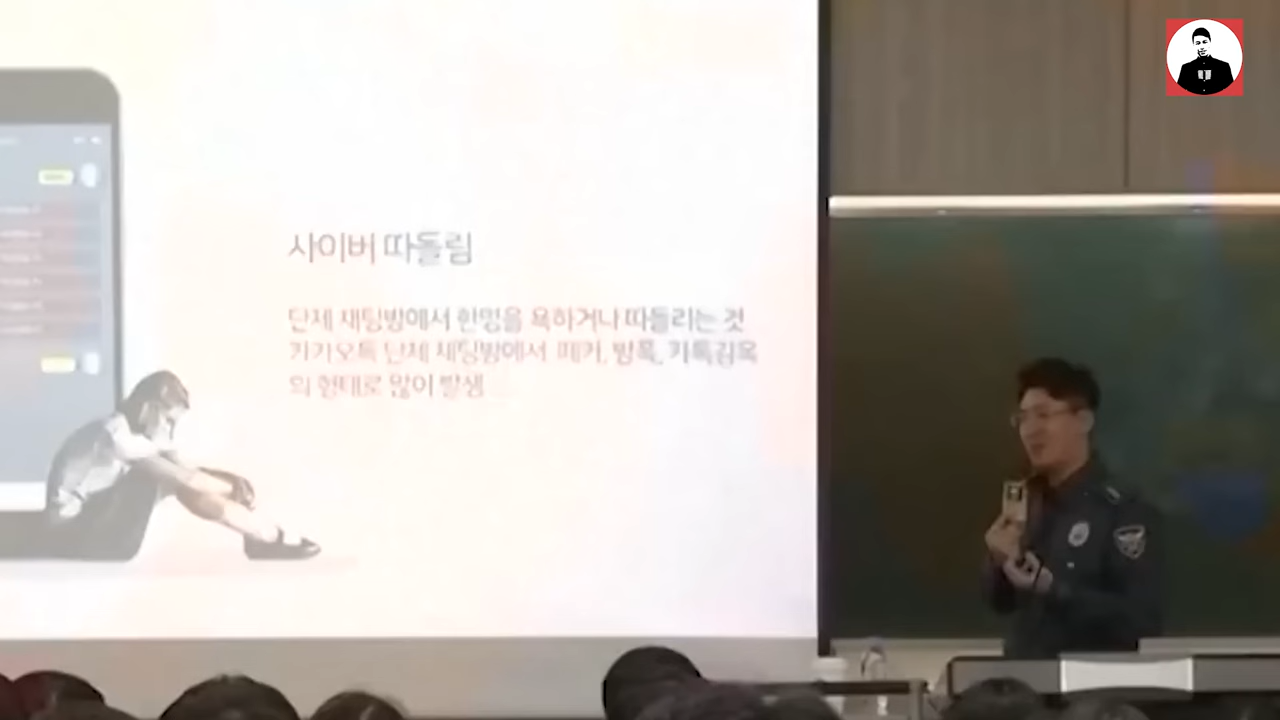 사이버 따돌림
단체 채팅방에서 한명을 욕하거나 따돌리는 것
카카오톡 단체 채팅방에서 떼카, 방폭, 카톡감옥
의 형태로 많이 발생